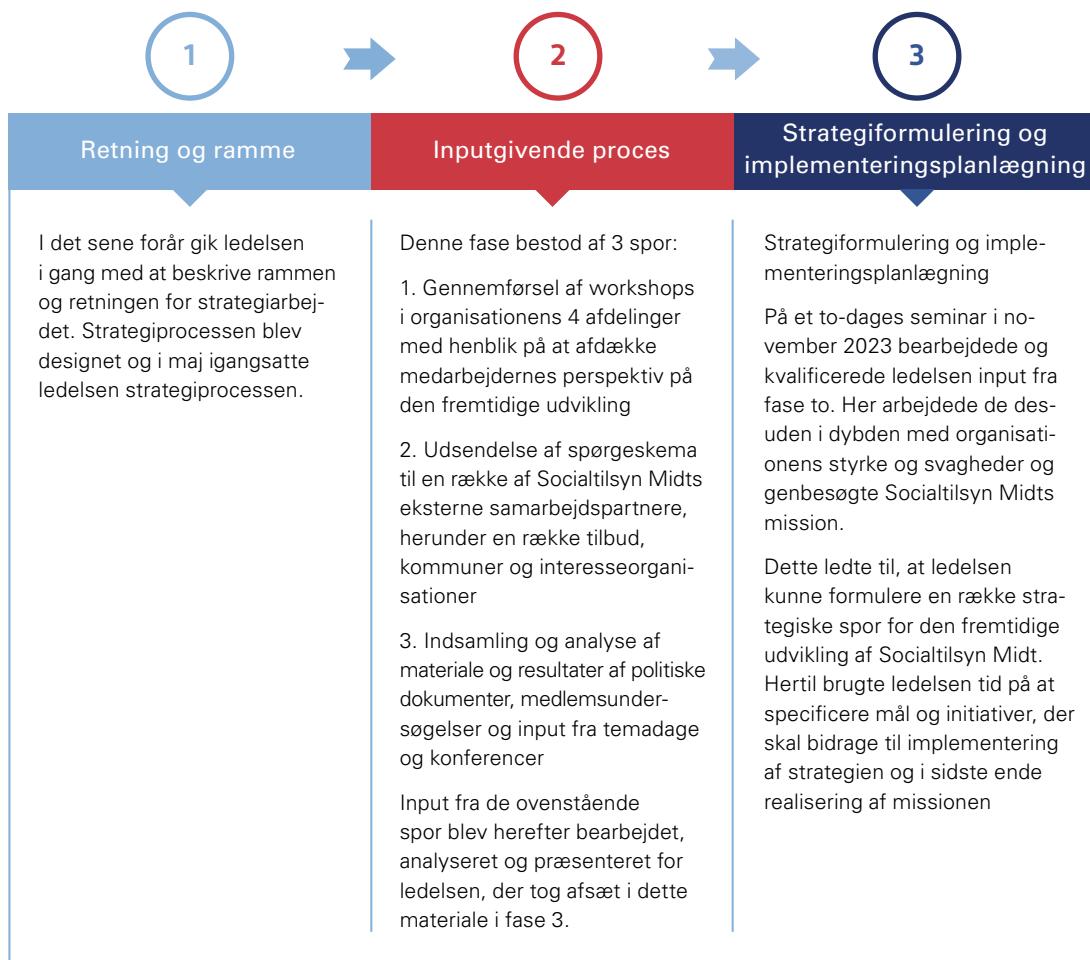 1
2
3
Retning og ramme
Inputgivende proces
Strategiformulering og
implementeringsplanlægning
I det sene forår gik ledelsen
i gang med at beskrive rammen
og retningen for strategiarbej-
det. Strategiprocessen blev
designet og i maj igangsatte
ledelsen strategiprocessen.
Denne fase bestod af 3 spor:
1. Gennemførsel af workshops
i organisationens 4 afdelinger
med henblik på at afdække
medarbejdernes perspektiv på
den fremtidige udvikling
2. Udsendelse af spørgeskema
til en række af Socialtilsyn Midts
eksterne samarbejdspartnere,
herunder en række tilbud,
kommuner og interesseorgani-
sationer
3. Indsamling og analyse af
materiale og resultater af politiske
dokumenter, medlemsunder-
søgelser og input fra temadage
og konferencer
Input fra de ovenstående
spor blev herefter bearbejdet,
analyseret og præsenteret for
ledelsen, der tog afsæt i dette
materiale i fase 3.
Strategiformulering og imple-
menteringsplanlægning
På et to-dages seminar i no-
vember 2023 bearbejdede og
kvalificerede ledelsen input fra
fase to. Her arbejdede de des-
uden i dybden med organisati-
onens styrke og svagheder og
genbesøgte Socialtilsyn Midts
mission.
Dette ledte til, at ledelsen
kunne formulere en række stra-
tegiske spor for den fremtidige
udvikling af Socialtilsyn Midt.
Hertil brugte ledelsen tid på at
specificere mål og initiativer, der
skal bidrage til implementering
af strategien og i sidste ende
realisering af missionen